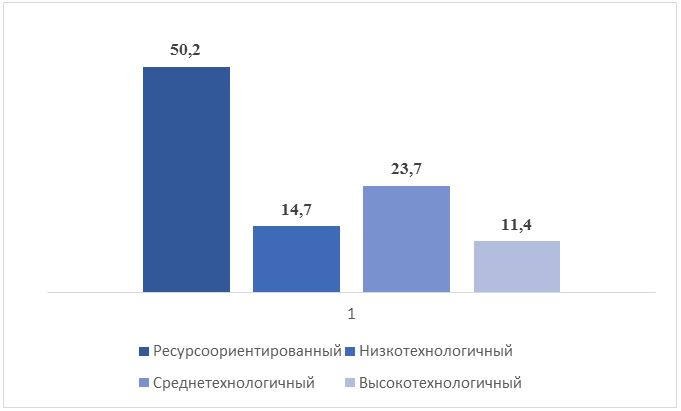 50,2
23,7
14,7
11,4
1
Ресурсоориентированный Низкотехнологичный
Среднетехнологичный Высокотехнологичный